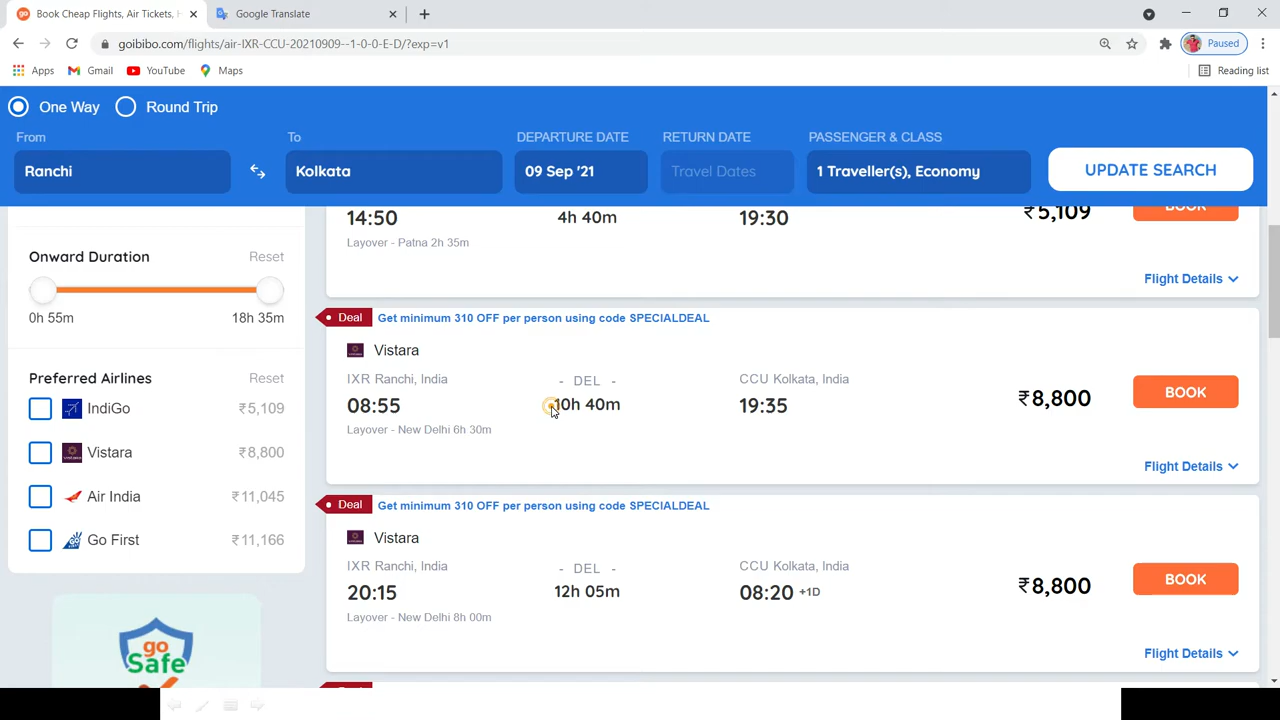 Book Cheap Flights, Air Tickets, H
Google Translate
goibibo.com/flights/air-IXR-CCU-20210909--1-0-0-E-D/?exp=v1
Paused
Apps
Gmail
YouTube
Maps
Reading list
One Way
Round Trip
From
To
DEPARTURE DATE
RETURN DATE
PASSENGER & CLASS
Ranchi
Kolkata
09 Sep '21
Travel Dates
1 Traveller(s), Economy
UPDATE SEARCH
14:50
4h 40m
19:30
₹5,109
BOOK
Layover - Patna 2h 35m
Flight Details
Onward Duration
Reset
0h 55m
18h 35m
Preferred Airlines
Reset
IndiGo
₹5,109
Vistara
₹8,800
Air India
₹11,045
Go First
₹11,166
go
Safe
Deal
Get minimum 310 OFF per person using code SPECIALDEAL
Vistara
IXR Ranchi, India
- DEL -
CCU Kolkata, India
08:55
10h 40m
19:35
₹8,800
BOOK
Layover - New Delhi 6h 30m
Flight Details
Deal
Get minimum 310 OFF per person using code SPECIALDEAL
Vistara
IXR Ranchi, India
- DEL -
CCU Kolkata, India
20:15
12h 05m
08:20 +1D
₹8,800
BOOK
Layover - New Delhi 8h 00m
Flight Details